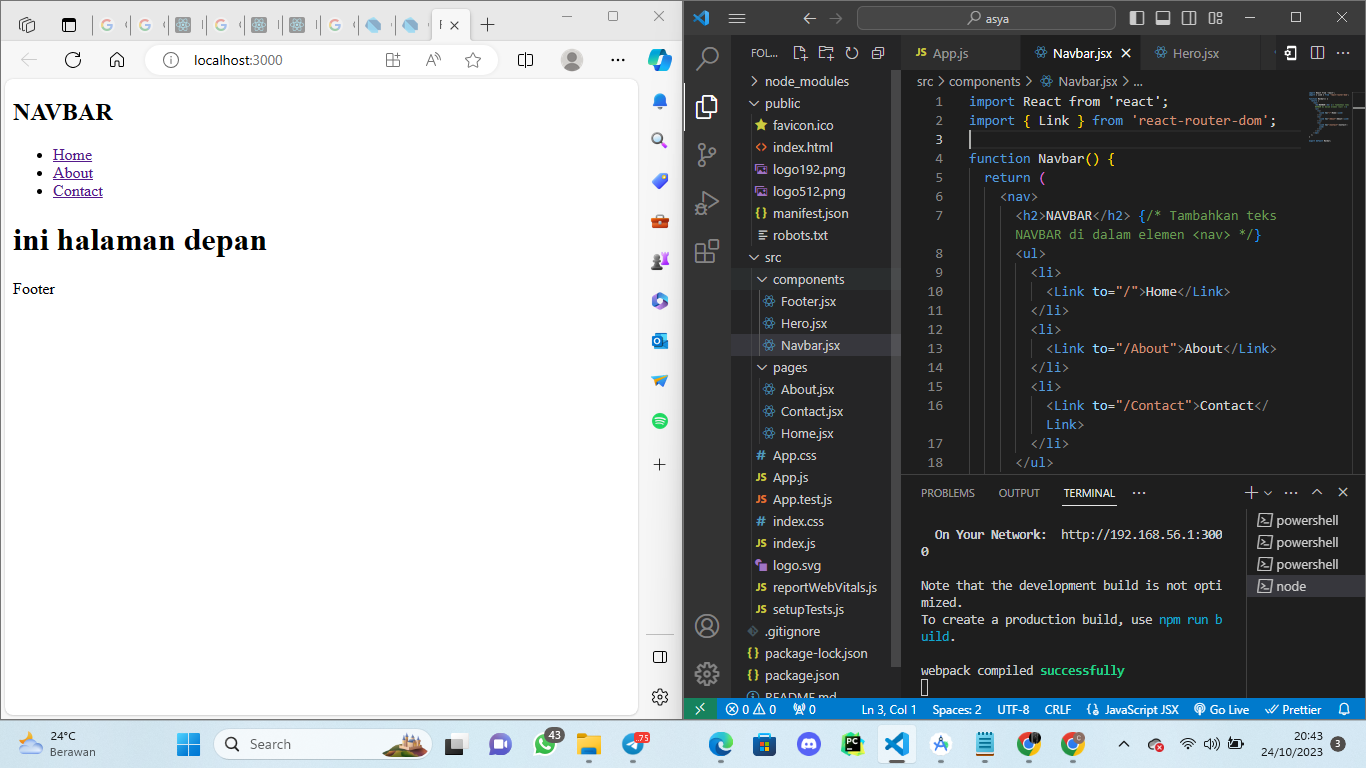 localhost:3000
NAVBAR
Home
About
Contact
ini halaman depan
Footer
asya
FOL...
node_modules
public
favicon.ico
index.html
logo192.png
logo512.png
manifest.json
robots.txt
src
components
Footer.jsx
Hero.jsx
Navbar.jsx
pages
About.jsx
Contact.jsx
Home.jsx
App.css
App.js
App.test.js
index.css
index.js
logo.svg
reportWebVitals.js
setupTests.js
.gitignore
package-lock.json
package.json
README.md
JS App.js Navbar.jsx Hero.jsx
src > components > Navbar.jsx > ...
1 import React from 'react';
2 import { Link } from 'react-router-dom';
3
4 function Navbar() {
5 return (
6 <nav>
7 <h2>NAVBAR</h2> {/* Tambahkan teks
NAVBAR di dalam elemen <nav> */}
8 <ul>
9 <li>
10 <Link to="/">Home</Link>
11 </li>
12 <li>
13 <Link to="/About">About</Link>
14 </li>
15 <li>
16 <Link to="/Contact">Contact</
Link>
17 </li>
18 </ul>
PROBLEMS OUTPUT TERMINAL ...
On Your Network: http://192.168.56.1:300
0
Note that the development build is not opti
mized.
To create a production build, use npm run b
uild.
webpack compiled successfully
powershell
powershell
powershell
node
0 0 0 Ln 3, Col 1 Spaces: 2 UTF-8 CRLF {} JavaScript JSX Go Live Prettier
24°C
Berawan
Search
43
.75
20:43
24/10/2023
3